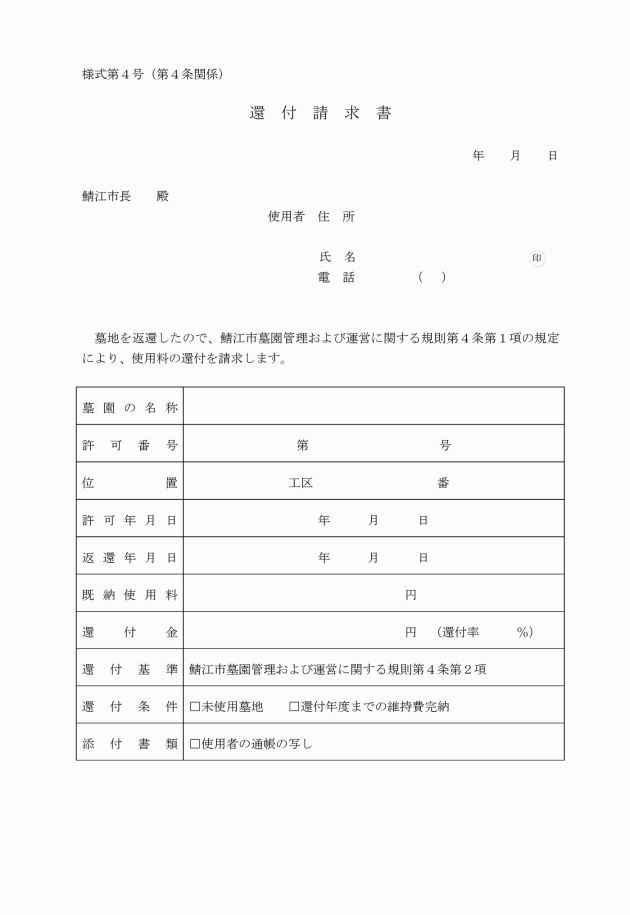 様式第４号（第４条関係）
還　付　請　求　書
年　　月　　日
鯖江市長　　殿
使用者　住　所
氏　名　　　　　　　　　　　　　　印
電　話　　　　　（　）
　墓地を返還したので、鯖江市墓園管理および運営に関する規則第４条第１項の規定
により、使用料の還付を請求します。
墓園の名称
許可番号　　　第　　　　　　　　　　号
位置　　　工区　　　　　　　　　　番
許可年月日　　　年　　　月　　　日
返還年月日　　　年　　　月　　　日
既納使用料　　　円
還付金　　　円　（還付率　　　％）
還付基準　鯖江市墓園管理および運営に関する規則第４条第２項
還付条件　□未使用墓地　　□還付年度までの維持費完納
添付書類　□使用者の通帳の写し